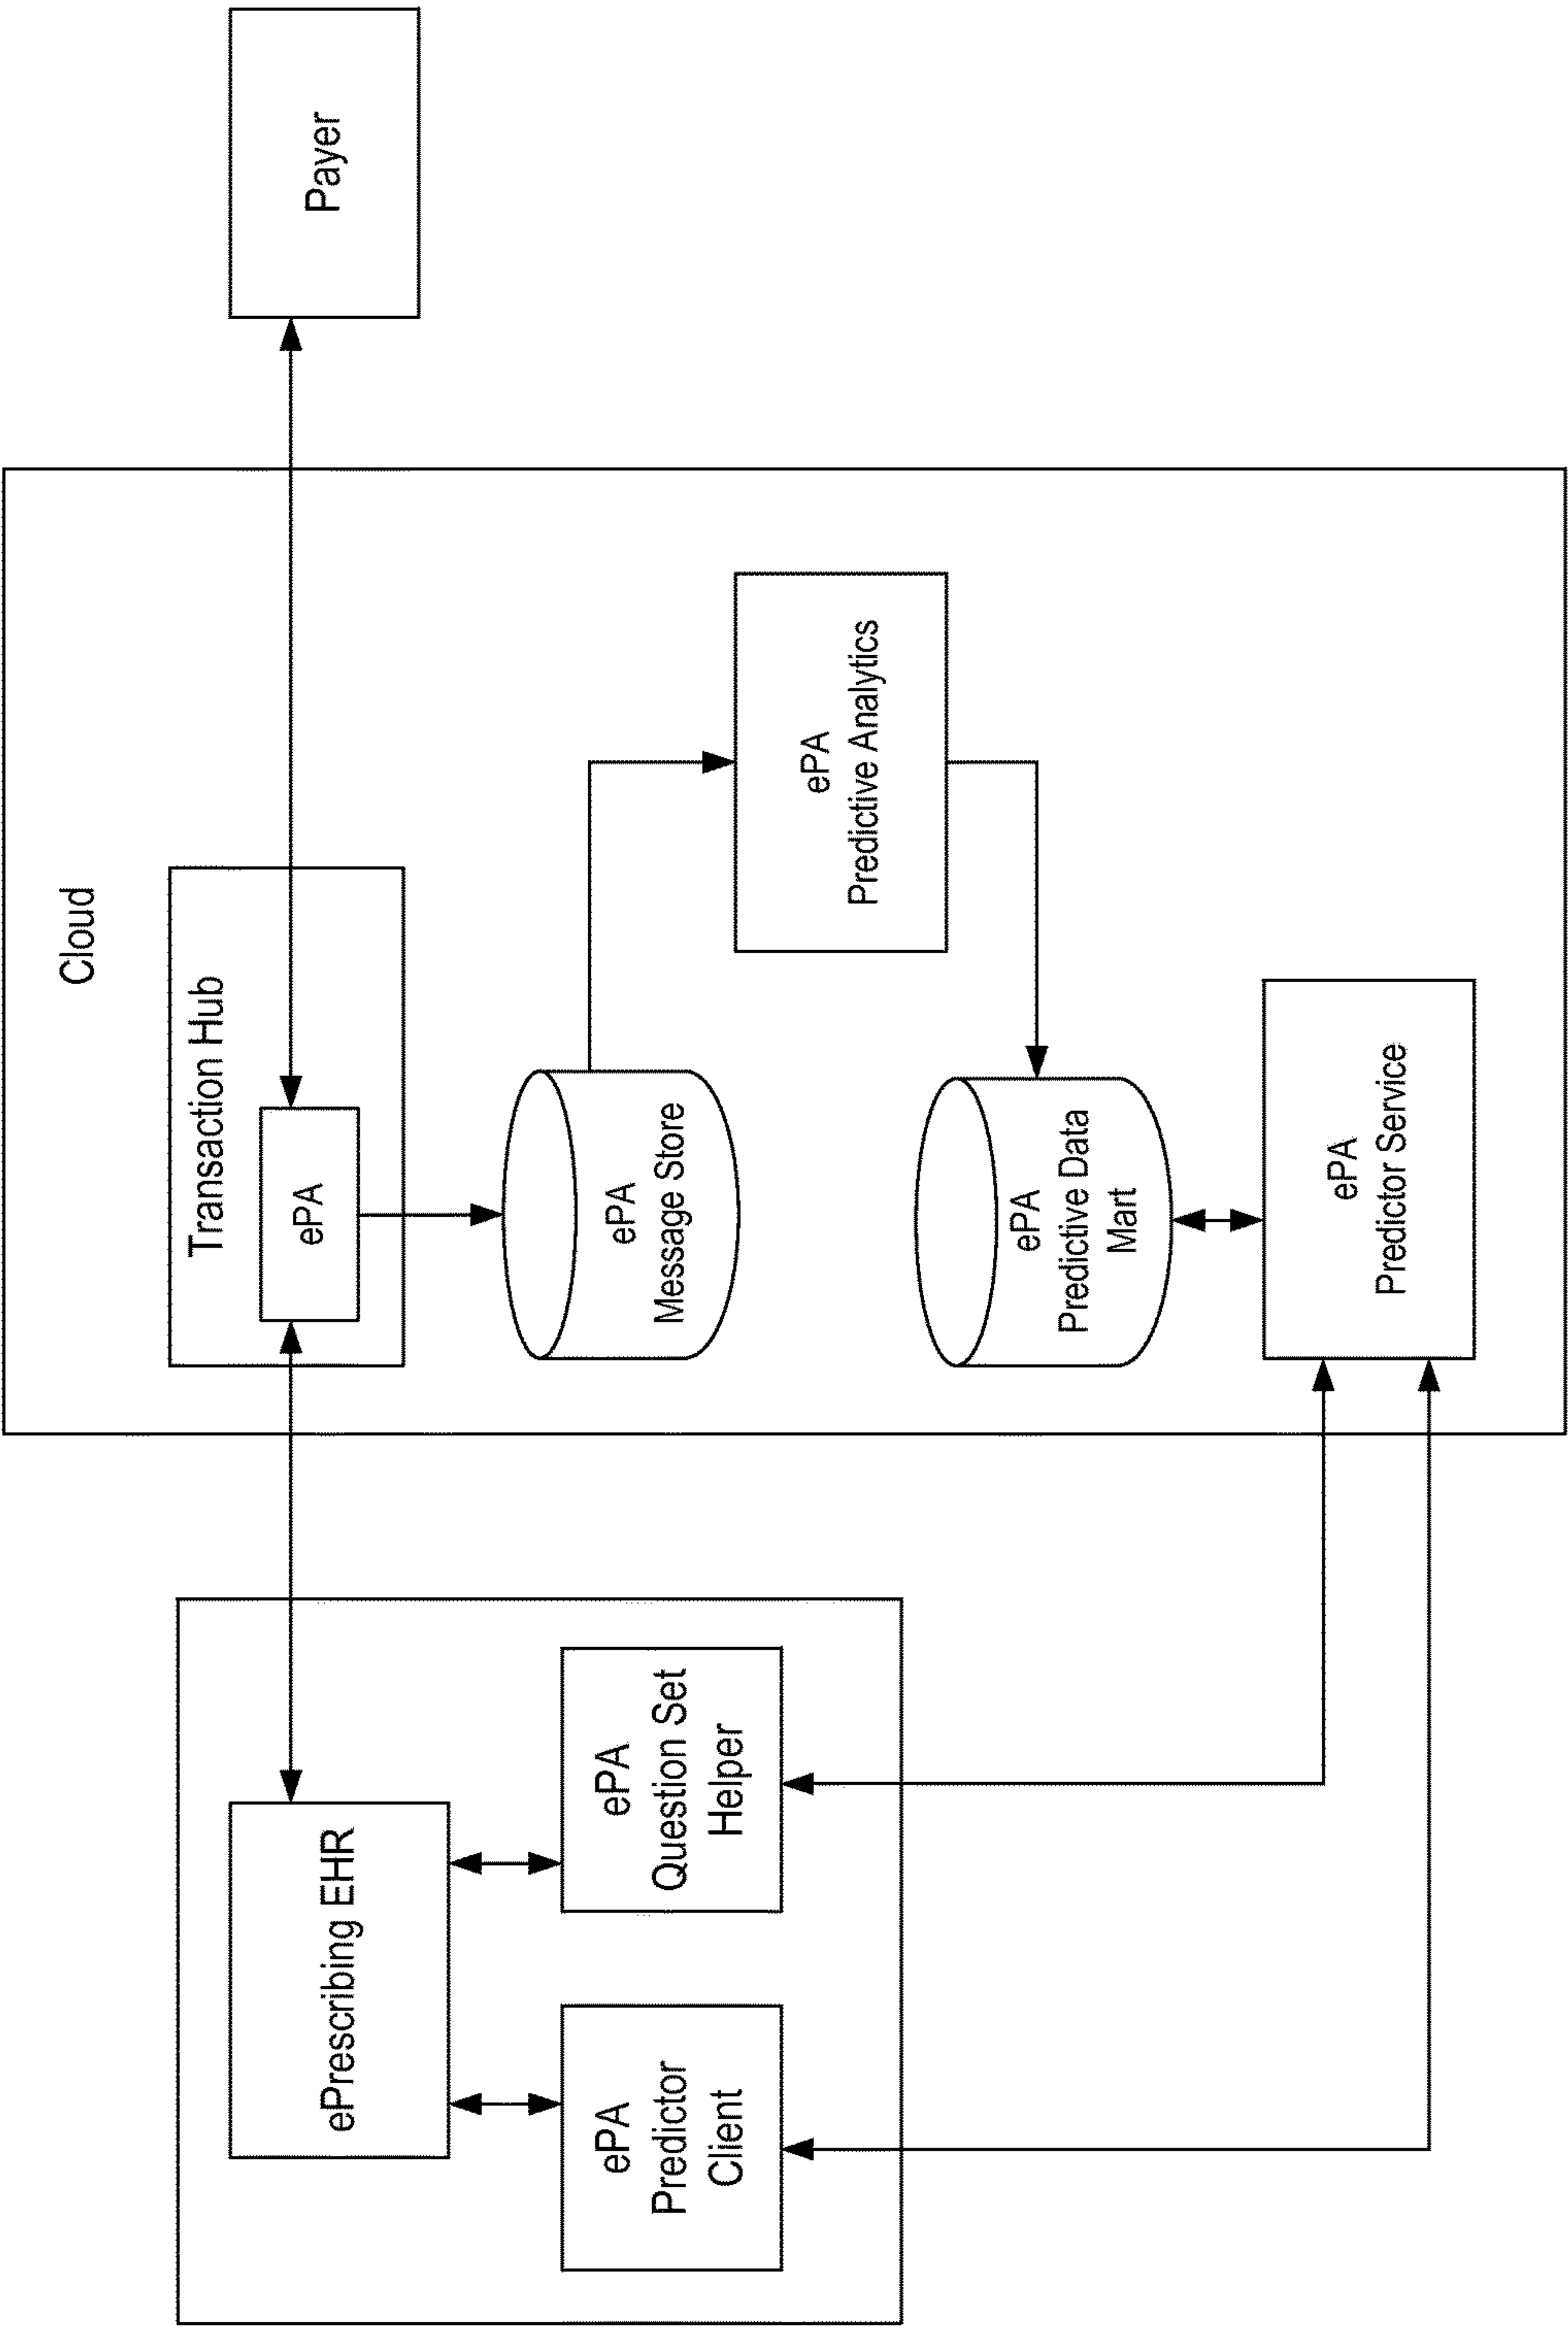 Cloud
Transaction Hub
ePA
Payer
ePrescribing EHR
ePA
Message Store
ePA
Predictive Analytics
ePA
Predictor
Client
ePA
Question Set
Helper
ePA
Predictive Data
Mart
ePA
Predictor Service